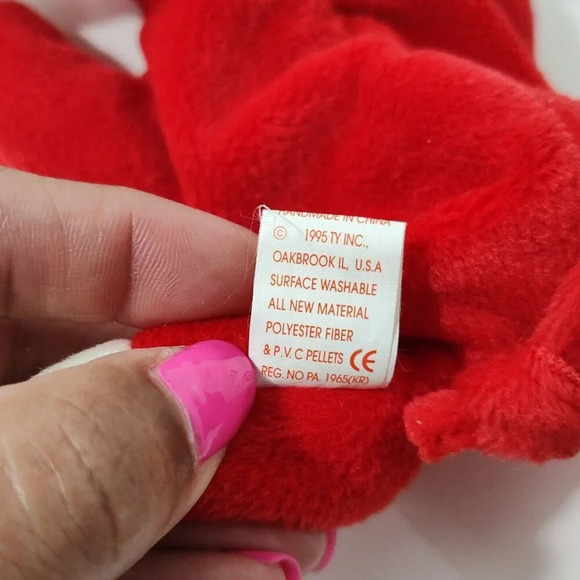 HANDMADE IN CHINA
© 1995 TY INC.,
OAKBROOK IL, U.S.A
SURFACE WASHABLE
ALL NEW MATERIAL
POLYESTER FIBER
& P.V.C PELLETS CE
REG. NO PA. 1965(KR)